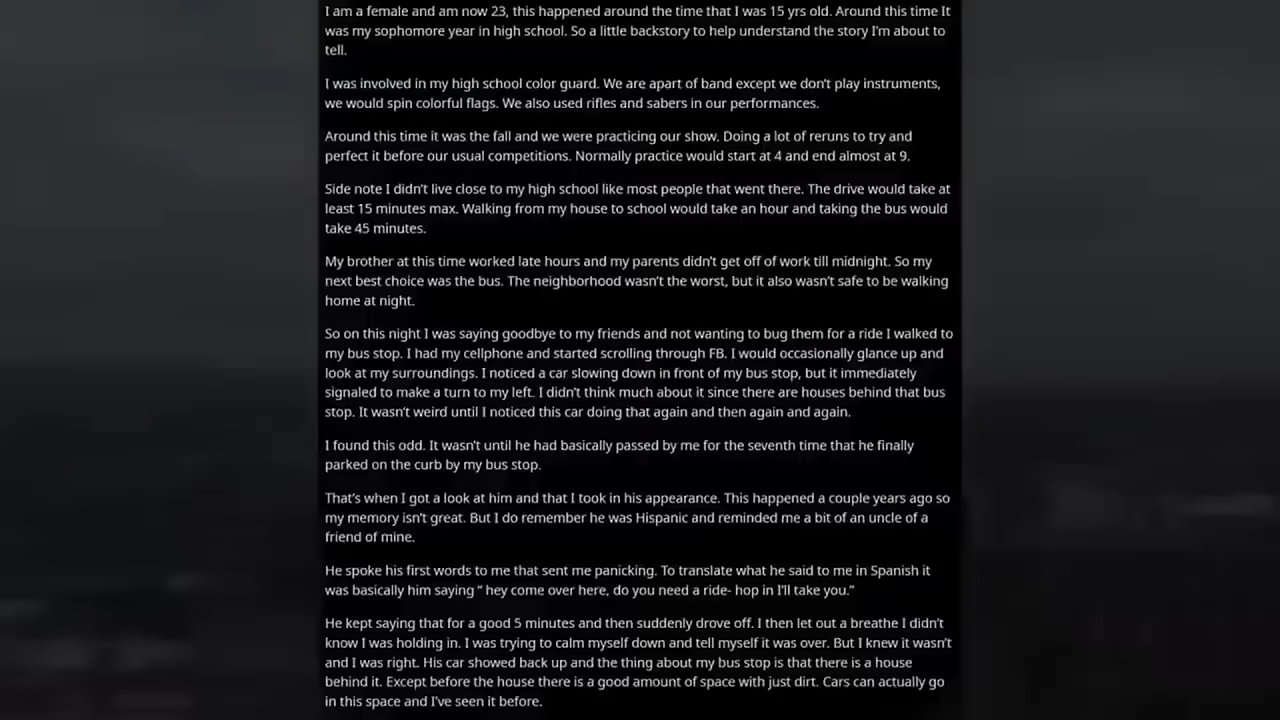 I am a female and am now 23, this happened around the time that I was 15 yrs old. Around this time It
was my sophomore year in high school. So a little backstory to help understand the story I'm about to
tell.
I was involved in my high school color guard. We are apart of band except we don't play instruments,
we would spin colorful flags. We also used rifles and sabers in our performances.
Around this time it was the fall and we were practicing our show. Doing a lot of reruns to try and
perfect it before our usual competitions. Normally practice would start at 4 and end almost at 9.
Side note I didn't live close to my high school like most people that went there. The drive would take at
least 15 minutes max. Walking from my house to school would take an hour and taking the bus would
take 45 minutes.
My brother at this time worked late hours and my parents didn't get off of work till midnight. So my
next best choice was the bus. The neighborhood wasn't the worst, but it also wasn't safe to be walking
home at night.
So on this night I was saying goodbye to my friends and not wanting to bug them for a ride I walked to
my bus stop. I had my cellphone and started scrolling through FB. I would occasionally glance up and
look at my surroundings. I noticed a car slowing down in front of my bus stop, but it immediately
signaled to make a turn to my left. I didn't think much about it since there are houses behind that bus
stop. It wasn't weird until I noticed this car doing that again and then again and again.
I found this odd. It wasn't until he had basically passed by me for the seventh time that he finally
parked on the curb by my bus stop.
That's when I got a look at him and that I took in his appearance. This happened a couple years ago so
my memory isn't great. But I do remember he was Hispanic and reminded me a bit of an uncle of a
friend of mine.
He spoke his first words to me that sent me panicking. To translate what he said to me in Spanish it
was basically him saying " hey come over here, do you need a ride- hop in I'll take you."
He kept saying that for a good 5 minutes and then suddenly drove off. I then let out a breathe I didn't
know I was holding in. I was trying to calm myself down and tell myself it was over. But I knew it wasn't
and I was right. His car showed back up and the thing about my bus stop is that there is a house
behind it. Except before the house there is a good amount of space with just dirt. Cars can actually go
in this space and I've seen it before.